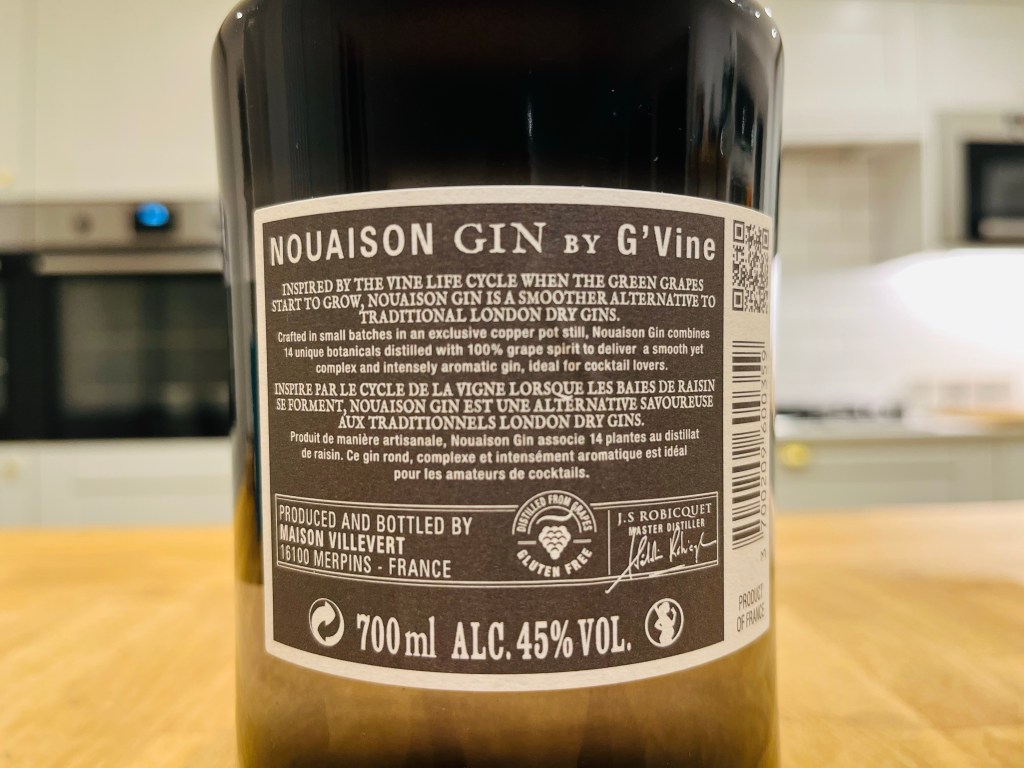 NOUAISON GIN BY G'Vine
INSPIRED BY THE VINE LIFE CYCLE WHEN THE GREEN GRAPES
START TO GROW, NOUAISON GIN IS A SMOOTHER ALTERNATIVE TO
TRADITIONAL LONDON DRY GINS.
Crafted in small batches in an exclusive copper pot still, Nouaison Gin combines
14 unique botanicals distilled with 100% grape spirit to deliver a smooth yet
complex and intensely aromatic gin, ideal for cocktail lovers.
INSPIRE PAR LE CYCLE DE LA VIGNE LORSQUE LES BAIES DE RAISIN
SE FORMENT, NOUAISON GIN EST UNE ALTERNATIVE SAVOUREUSE
AUX TRADITIONNELS LONDON DRY GINS.
Produit de manière artisanale, Nouaison Gin associe 14 plantes au distillat
de raisin. Ce gin rond, complexe et intensément aromatique est idéal
pour les amateurs de cocktails.
PRODUCED AND BOTTLED BY
MAISON VILLEVERT
16100 MERPINS - FRANCE
DISTILLED FROM GRAPES
GLUTEN FREE
J.S ROBICQUET
MASTER DISTILLER
700ml ALC. 45% VOL.
3 700209 600359
PRODUCT
OF FRANCE